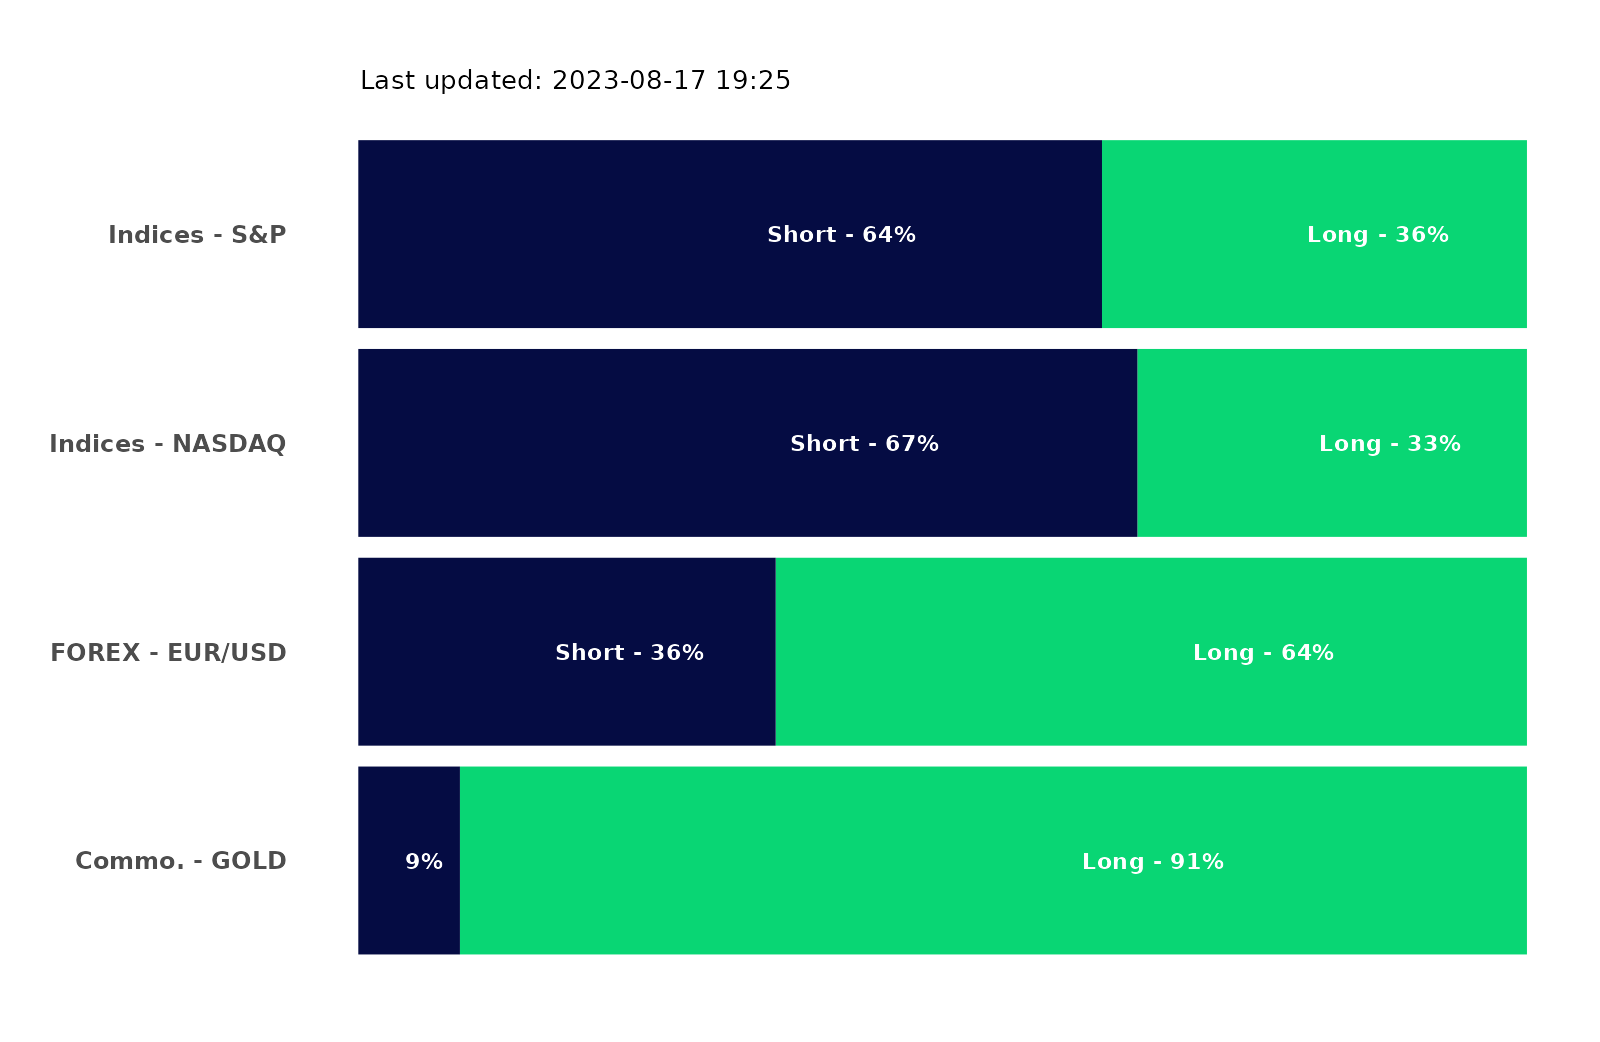 Last updated: 2023-08-17 19:25
Indices - S&P Short - 64% Long - 36%
Indices - NASDAQ Short - 67% Long - 33%
FOREX - EUR/USD Short - 36% Long - 64%
Commo. - GOLD 9% Long - 91%